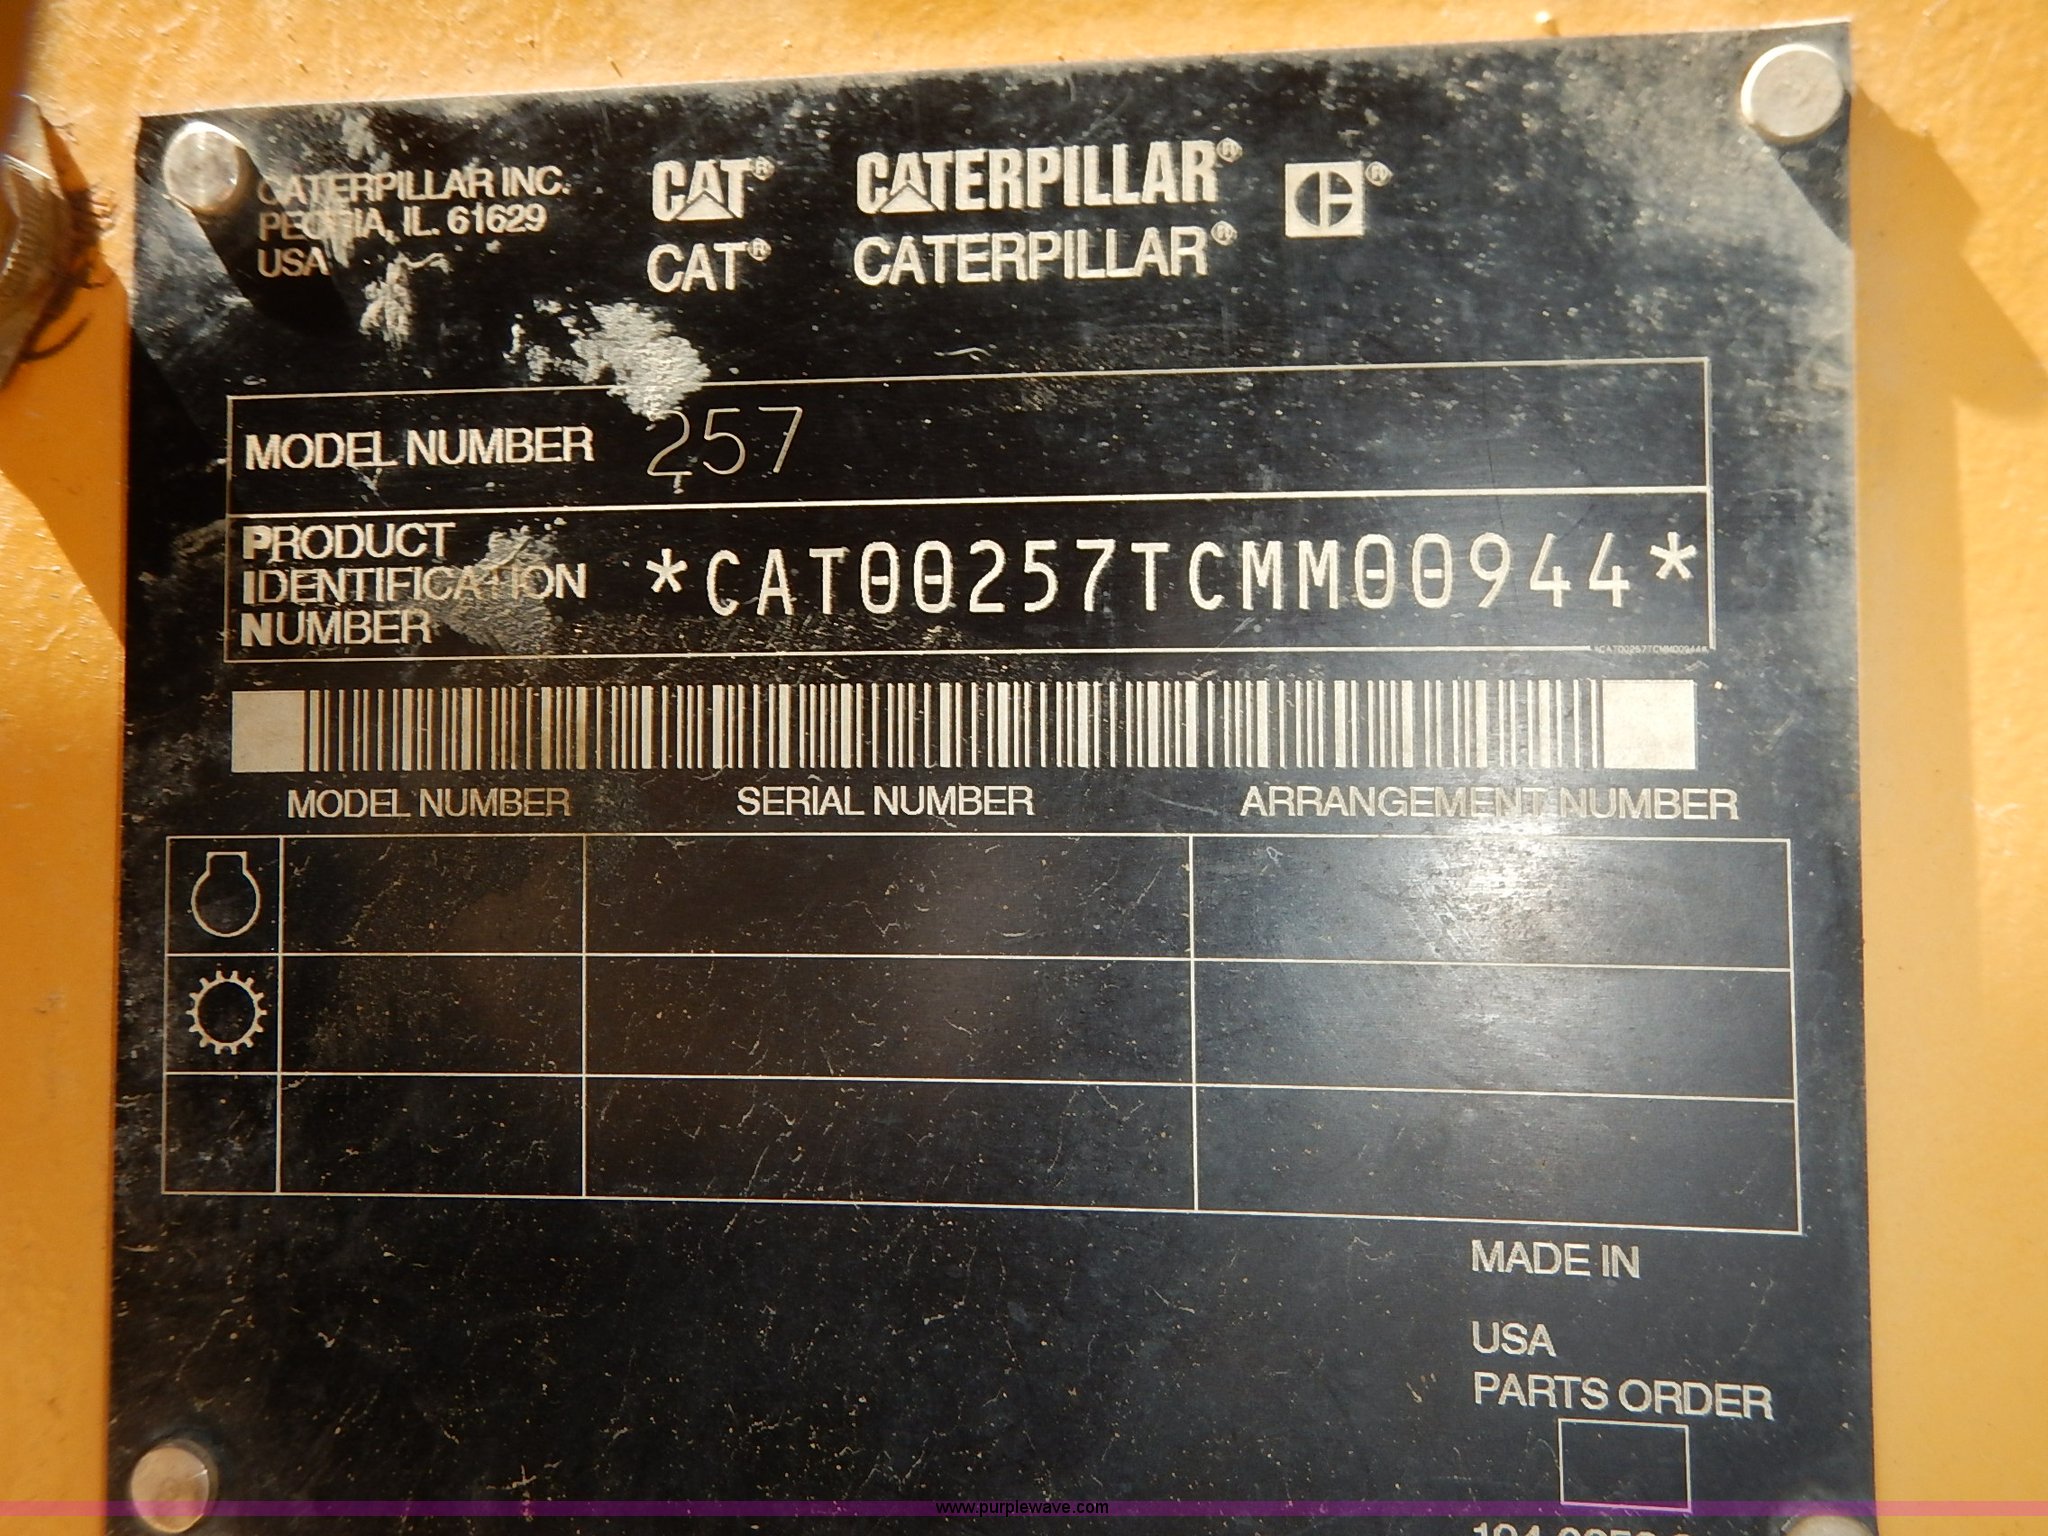 CATERPILLAR INC.
PEORIA, IL. 61629
USA
CAT® CATERPILLAR® C®
CAT® CATERPILLAR®
MODEL NUMBER 257
PRODUCT
IDENTIFICATION
NUMBER
*CAT00257TCMM00944*
*CAT00257TCMM00944*
MODEL NUMBER SERIAL NUMBER ARRANGEMENT NUMBER
MADE IN
USA
PARTS ORDER
www.purplewave.com